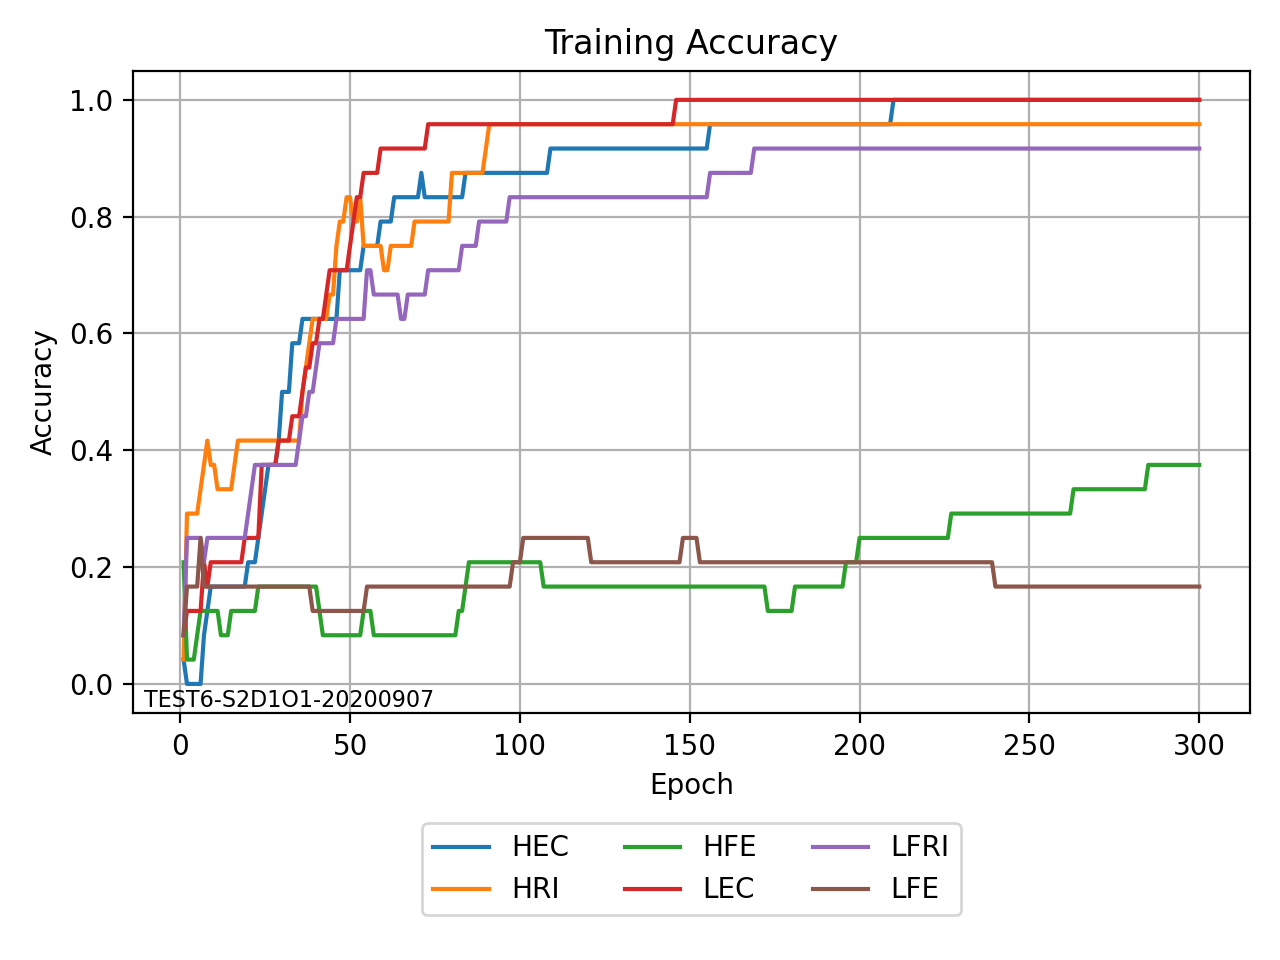 Training Accuracy
1.0
0.8
0.6
0.4
0.2
0.0
Accuracy
TEST6-S2D1O1-20200907
0 50 100 150 200 250 300
Epoch
HEC HFE LFRI
HRI LEC LFE